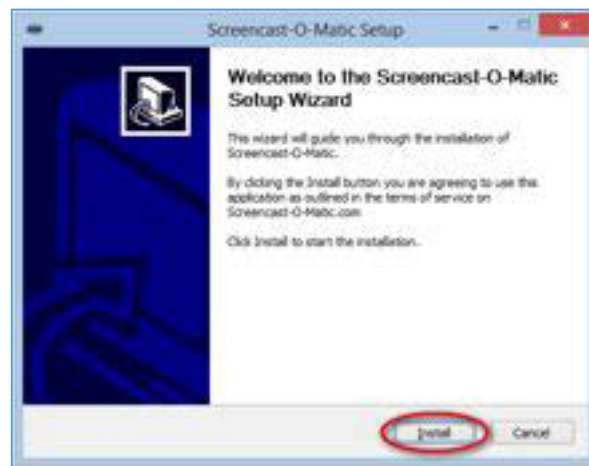 Screencast-O-Matic Setup
Welcome to the Screencast-O-Matic
Setup Wizard
This wizard will guide you through the installation of
Screencast-O-Matic.
By clicking the Install button you are agreeing to use this
application as outlined in the terms of service on
Screencast-O-Matic.com
Click Install to start the installation.
Install
Cancel